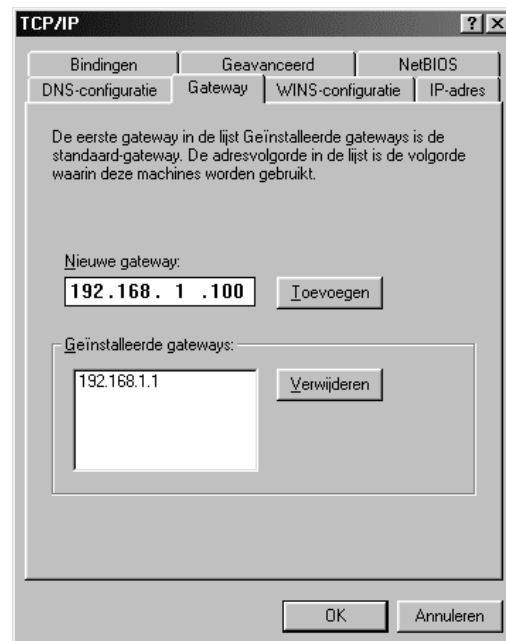 TCP/IP
Bindingen Geavanceerd NetBIOS
DNS-configuratie Gateway WINS-configuratie IP-adres
De eerste gateway in de lijst Geïnstalleerde gateways is de
standaard-gateway. De adresvolgorde in de lijst is de volgorde
waarin deze machines worden gebruikt.
Nieuwe gateway:
192.168. 1 .100 Toevoegen
Geïnstalleerde gateways:
192.168.1.1 Verwijderen
OK Annuleren